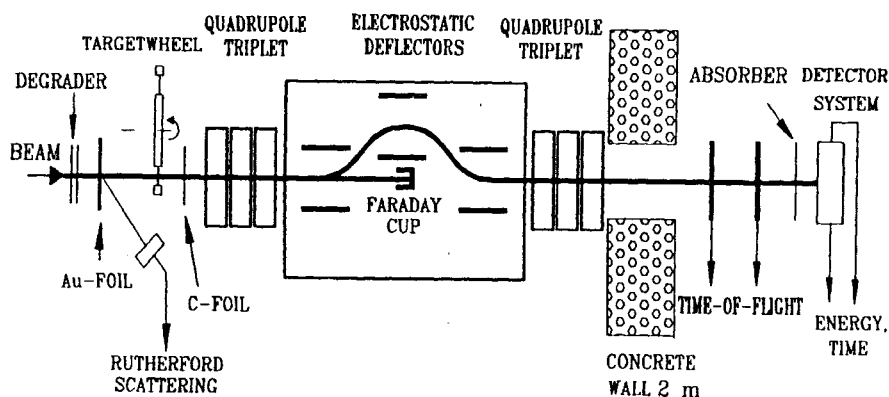 QUADRUPOLE
TRIPLET
ELECTROSTATIC
DEFLECTORS
QUADRUPOLE
TRIPLET
TARGETWHEEL
DEGRADER
ABSORBER
DETECTOR
SYSTEM
BEAM
FARADAY
CUP
Au-FOIL
C-FOIL
TIME-OF-FLIGHT
ENERGY,
TIME
RUTHERFORD
SCATTERING
CONCRETE
WALL 2 m